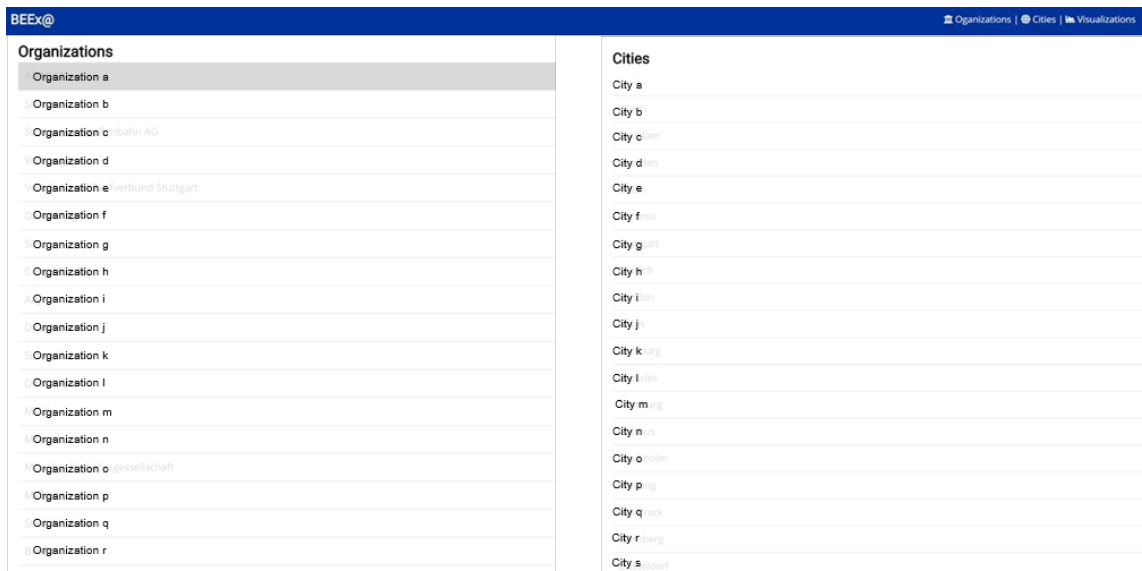 BEEx@
Oganizations | Cities | Visualizations
Organizations
Organization a
Organization b
Organization c
Organization d
Organization e
Organization f
Organization g
Organization h
Organization i
Organization j
Organization k
Organization l
Organization m
Organization n
Organization o
Organization p
Organization q
Organization r
Cities
City a
City b
City c
City d
City e
City f
City g
City h
City i
City j
City k
City l
City m
City n
City o
City p
City q
City r
City s